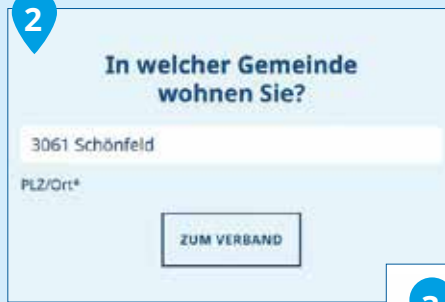 2
In welcher Gemeinde
wohnen Sie?
3061 Schönfeld
PLZ/Ort*
ZUM VERBAND